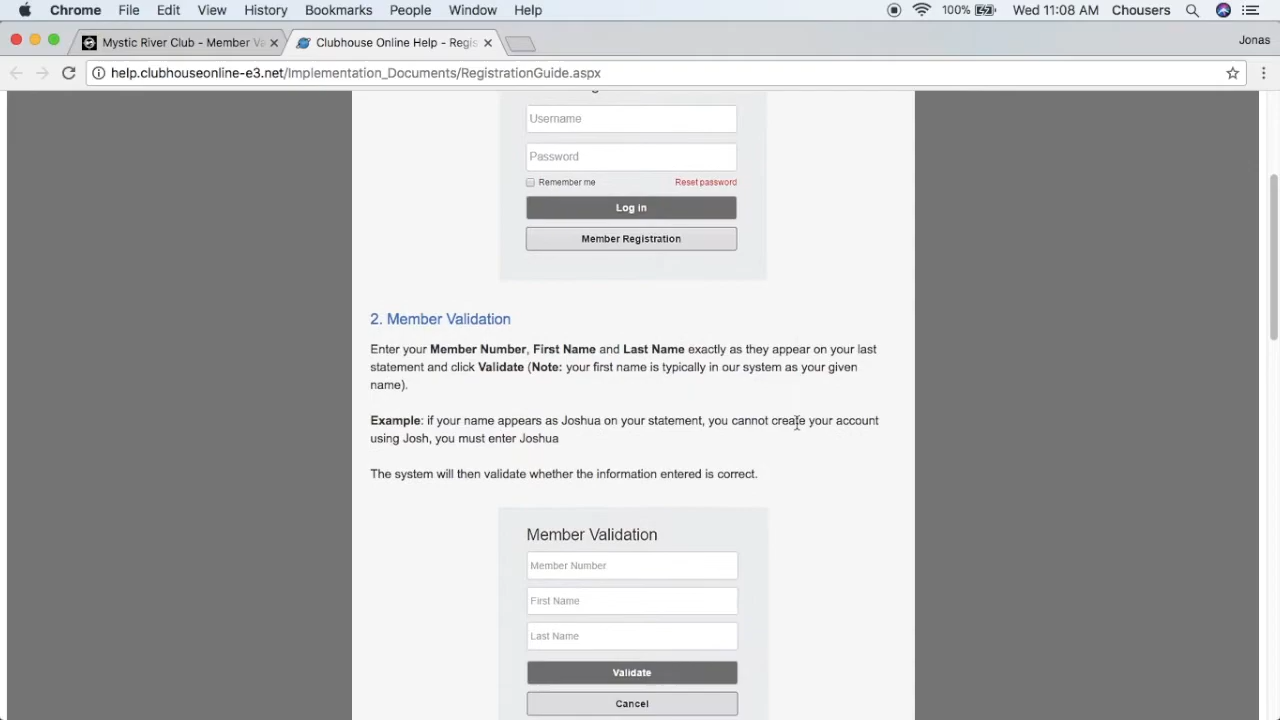 Chrome File Edit View History Bookmarks People Window Help 100% Wed 11:08 AM Chousers
Mystic River Club - Member Va Clubhouse Online Help - Regis Jonas
help.clubhouseonline-e3.net/Implementation_Documents/RegistrationGuide.aspx
Username
Password
Remember me Reset password
Log in
Member Registration
2. Member Validation
Enter your Member Number, First Name and Last Name exactly as they appear on your last
statement and click Validate (Note: your first name is typically in our system as your given
name).
Example: if your name appears as Joshua on your statement, you cannot create your account
using Josh, you must enter Joshua
The system will then validate whether the information entered is correct.
Member Validation
Member Number
First Name
Last Name
Validate
Cancel